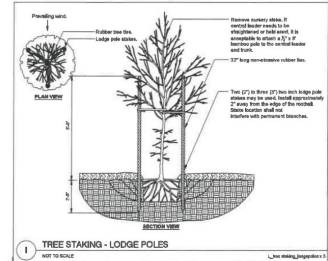 Prevailing wind.
Rubber tree ties.
Lodge pole stakes.
PLAN VIEW
Remove nursery stake. If
central leader needs to be
straightened or held erect, it is
acceptable to attach a ½" x 8'
bamboo pole to the central leader
and trunk.
32" long non-abrasive rubber ties.
Two (2") to three (3") two inch lodge pole
stakes may be used. Install approximately
2" away from the edge of the rootball.
Stake location shall not
interfere with permanent branches.
SECTION VIEW
I
TREE STAKING - LODGE POLES
NOT TO SCALE